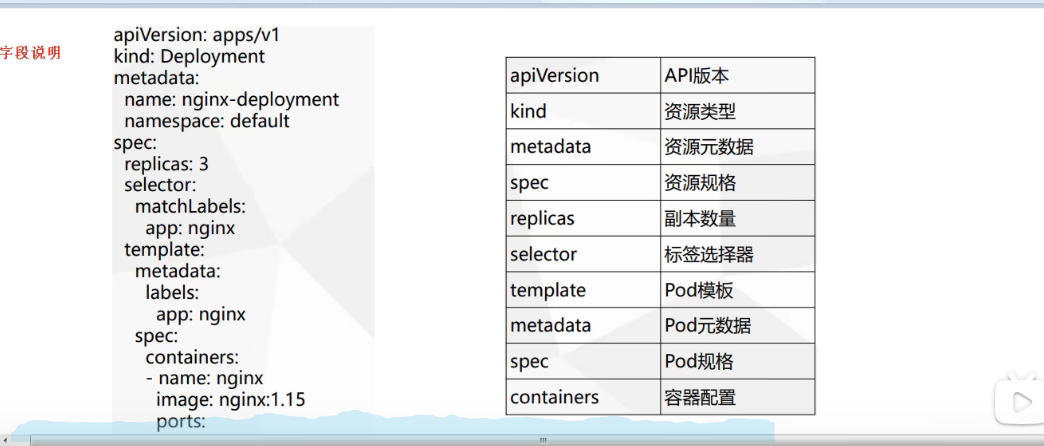 字段说明
apiVersion: apps/v1
kind: Deployment
metadata:
name: nginx-deployment
namespace: default
spec:
replicas: 3
selector:
matchLabels:
app: nginx
template:
metadata:
labels:
app: nginx
spec:
containers:
- name: nginx
image: nginx:1.15
ports:
apiVersion API版本
kind 资源类型
metadata 资源元数据
spec 资源规格
replicas 副本数量
selector 标签选择器
template Pod模板
metadata Pod元数据
spec Pod规格
containers 容器配置